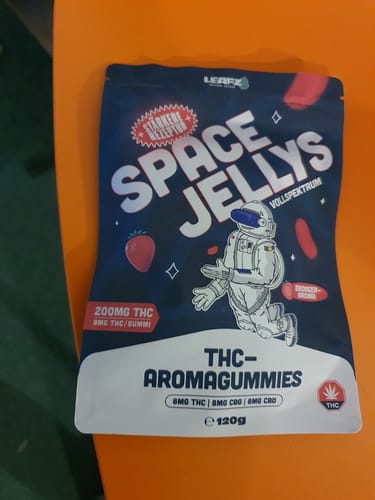 LEAFZ
STÄRKERE
REZEPTUR
SPACE
JELLYS
VOLLSPEKTRUM
ERDBEER-
AROMA
200MG THC
8MG THC/GUMMI
THC-
AROMAGUMMIES
8MG THC | 8MG CBG | 8MG CBD
THC
℮ 120g